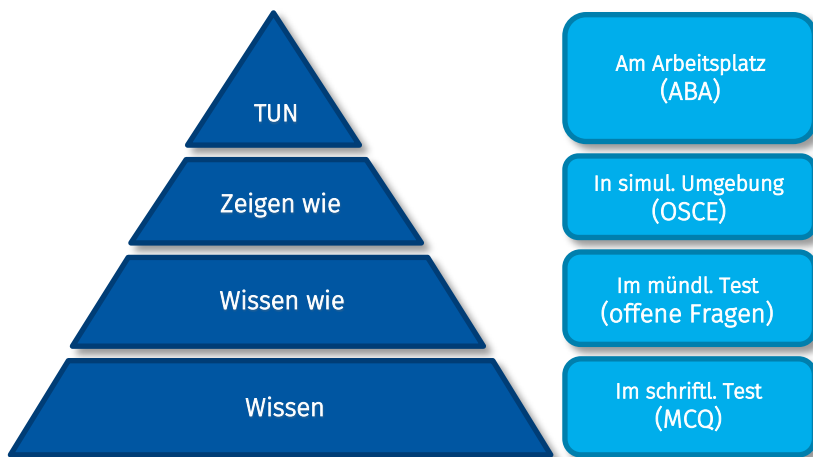 TUN
Am Arbeitsplatz
(ABA)
Zeigen wie
In simul. Umgebung
(OSCE)
Wissen wie
Im mündl. Test
(offene Fragen)
Wissen
Im schriftl. Test
(MCQ)